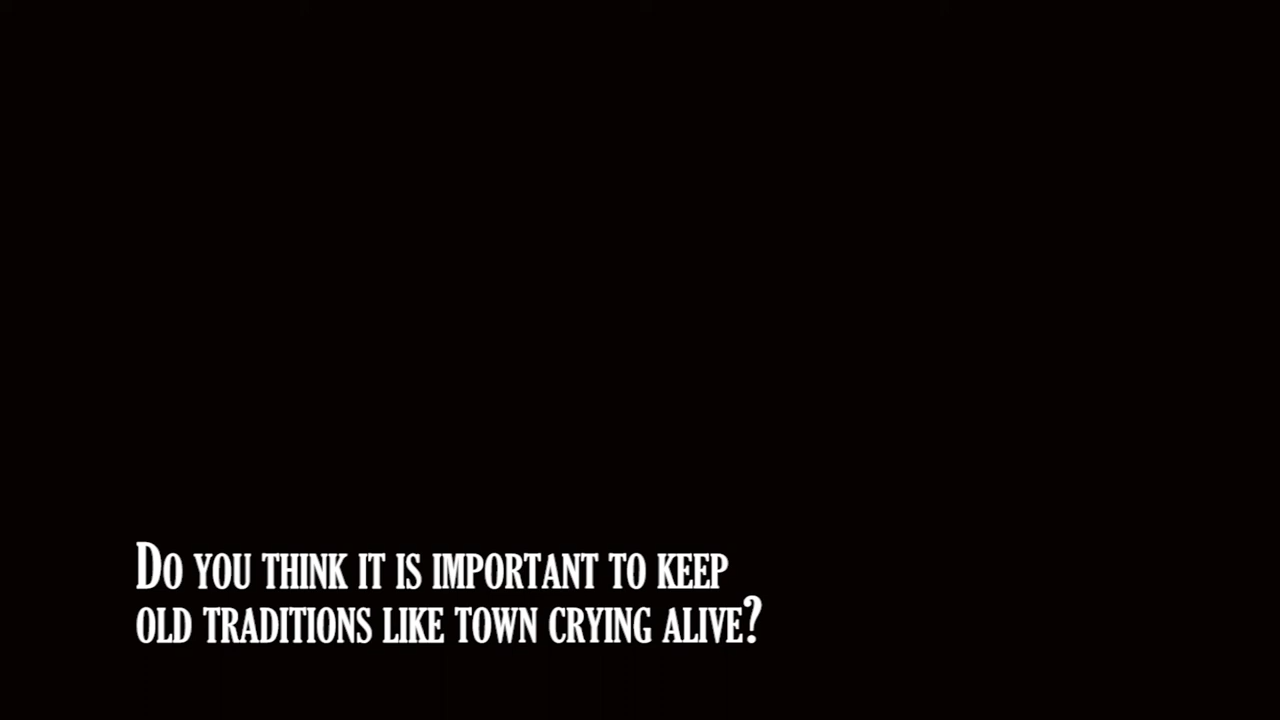 Do you think it is important to keep
old traditions like town crying alive?